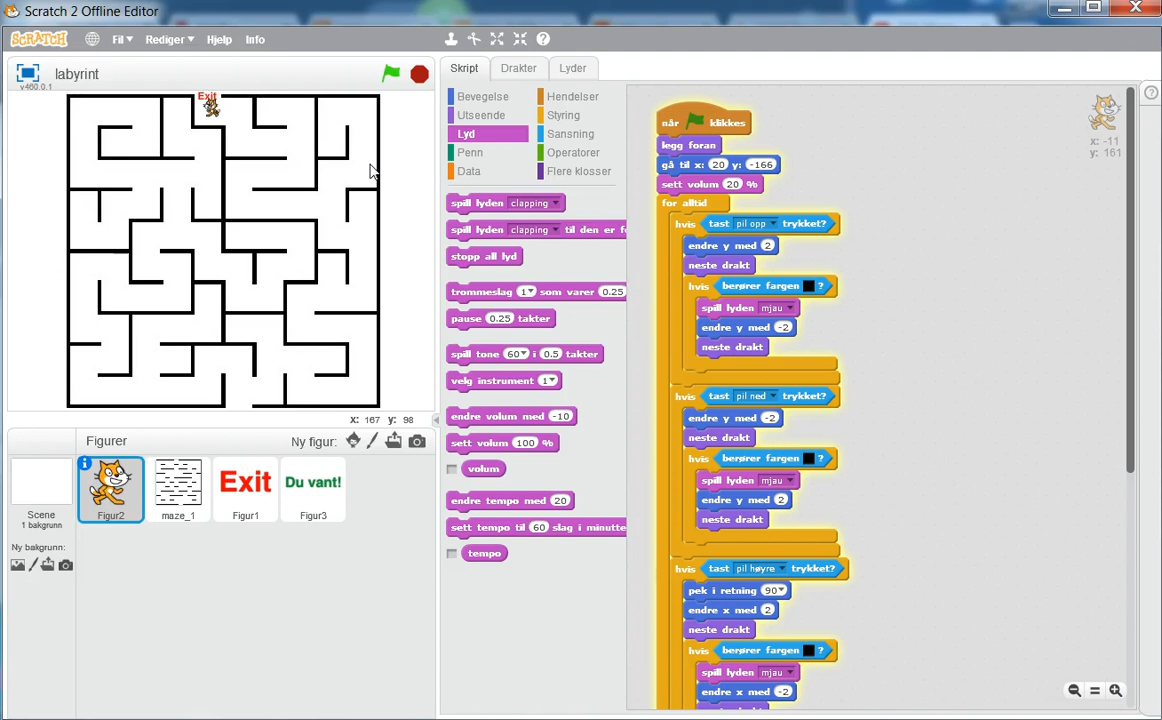 Scratch 2 Offline Editor
SCRATCH Fil Rediger Hjelp Info
v460.0.1 labyrint
Exit
x: 167 y: 98
Figurer Ny figur:
Scene
1 bakgrunn
Ny bakgrunn:
Figur2
maze_1
Exit
Figur1
Du vant!
Figur3
Skript Drakter Lyder
Bevegelse Hendelser
Utseende Styring
Lyd Sansning
Penn Operatorer
Data Flere klosser
spill lyden clapping
spill lyden clapping til den er f
stopp all lyd
trommeslag 1 som varer 0.25
pause 0.25 takter
spill tone 60 i 0.5 takter
velg instrument 1
endre volum med -10
sett volum 100 %
volum
endre tempo med 20
sett tempo til 60 slag i minutte
tempo
når klikkes
legg foran
gå til x: 20 y: -166
sett volum 20 %
for alltid
hvis tast pil opp trykket?
endre y med 2
neste drakt
hvis berører fargen ?
spill lyden mjau
endre y med -2
neste drakt
hvis tast pil ned trykket?
endre y med -2
neste drakt
hvis berører fargen ?
spill lyden mjau
endre y med 2
neste drakt
hvis tast pil høyre trykket?
pek i retning 90
endre x med 2
neste drakt
hvis berører fargen ?
spill lyden mjau
endre x med -2
x: -11
y: 161